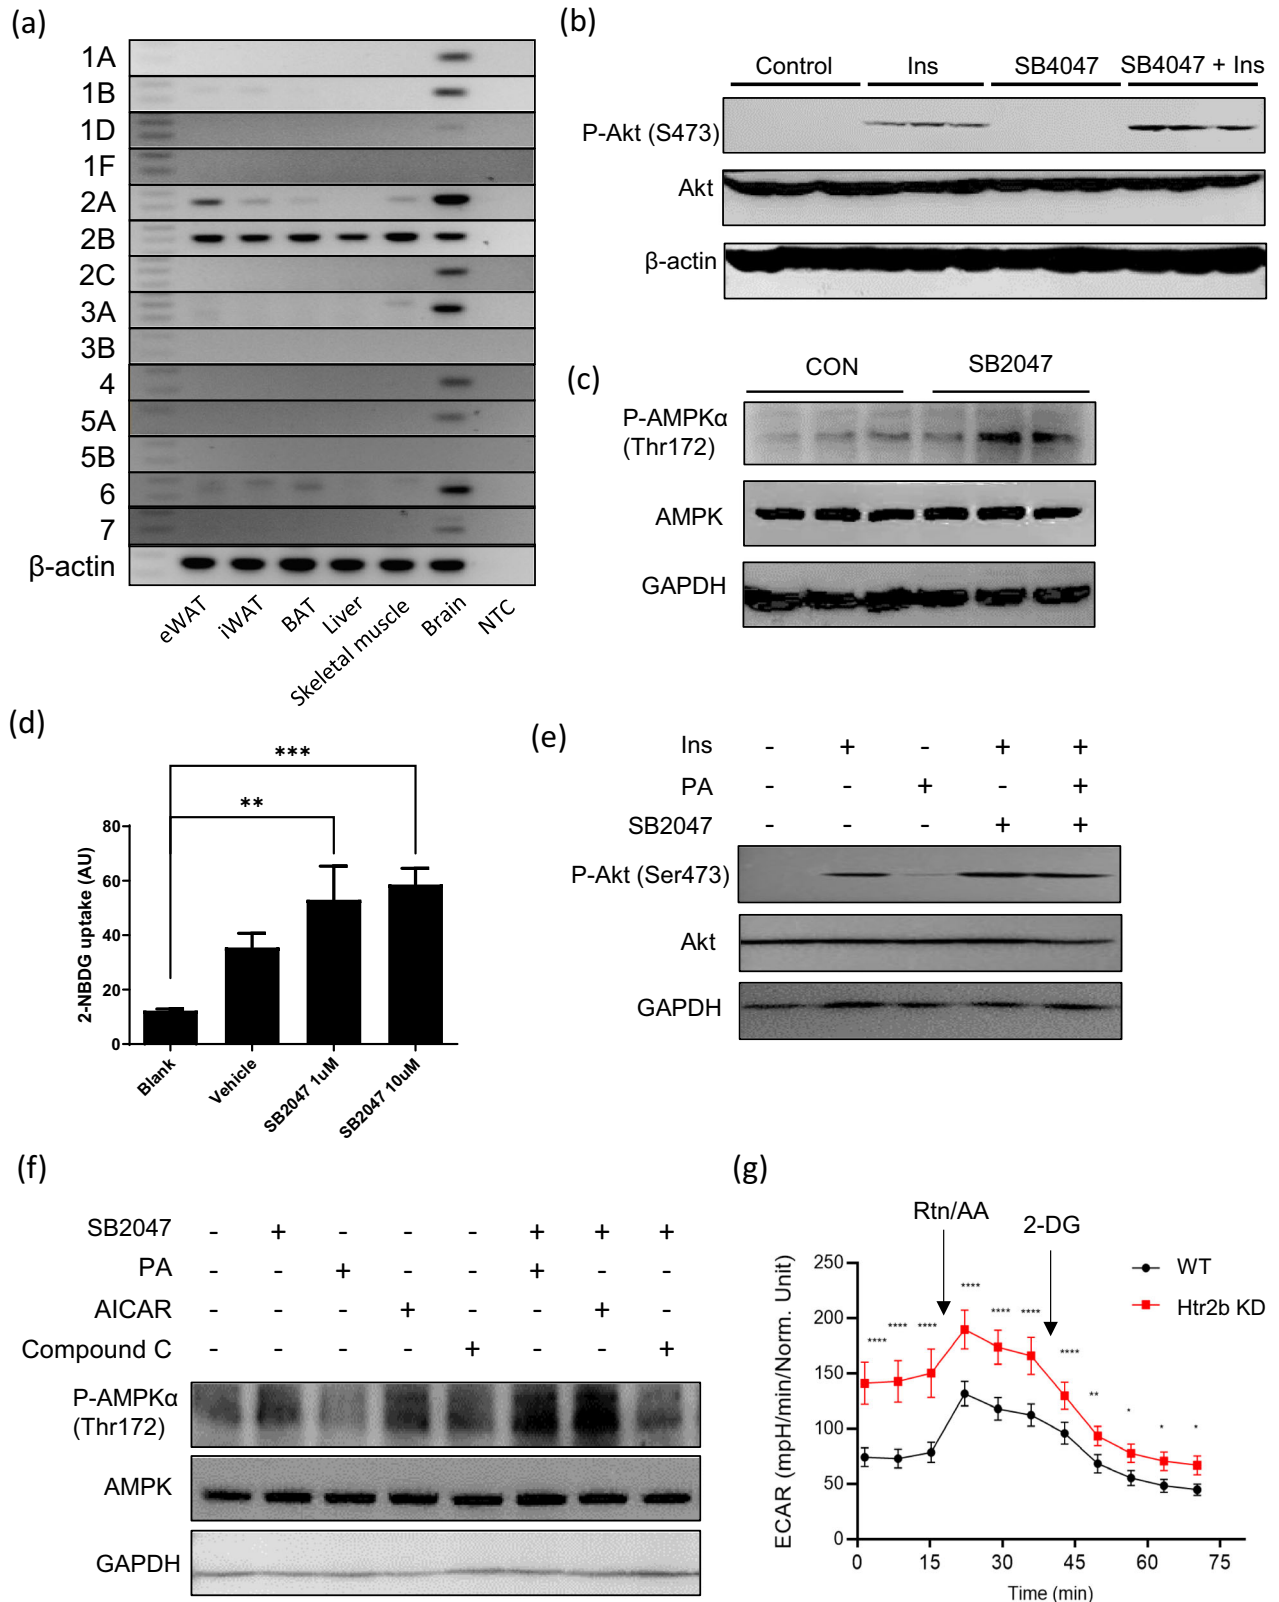 (a)
1A
1B
1D
1F
2A
2B
2C
3A
3B
4
5A
5B
6
7
β-actin
eWAT iWAT BAT Liver Skeletal muscle Brain NTC
(b)
Control Ins SB4047 SB4047 + Ins
P-Akt (S473)
Akt
β-actin
(c)
CON SB2047
P-AMPKα
(Thr172)
AMPK
GAPDH
(d)
***
**
2-NBDG uptake (AU)
80
60
40
20
0
Blank Vehicle SB2047 1uM SB2047 10uM
(e)
Ins - + - + +
PA - - + - +
SB2047 - - - + +
P-Akt (Ser473)
Akt
GAPDH
(f)
SB2047 - + - - - + + +
PA - - + - - + - -
AICAR - - - + - - + -
Compound C - - - - + - - +
P-AMPKα
(Thr172)
AMPK
GAPDH
(g)
Rtn/AA
2-DG
WT
Htr2b KD
ECAR (mpH/min/Norm. Unit)
250
200
150
100
50
0
**** **** **** **** **** **** **** ** * * *
0 15 30 45 60 75
Time (min)